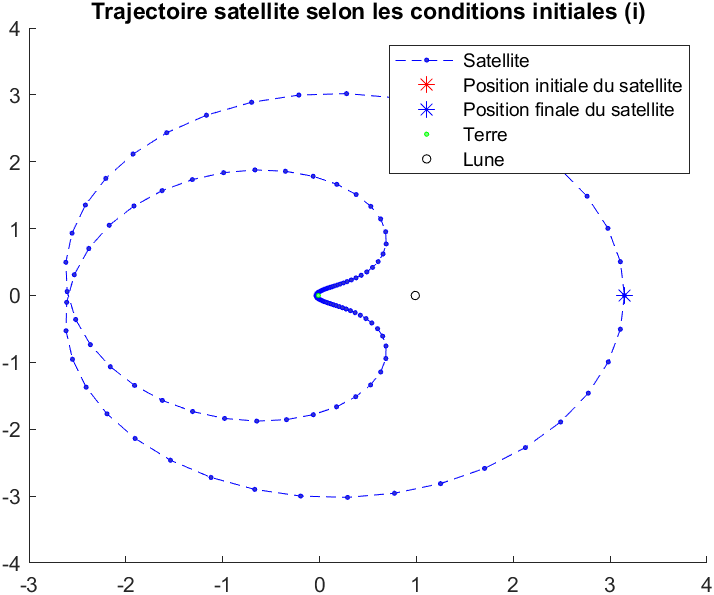 Trajectoire satellite selon les conditions initiales (i)
4
3
2
1
0
-1
-2
-3
-4
Satellite
Position initiale du satellite
Position finale du satellite
Terre
Lune
-3
-2
-1
0
1
2
3
4